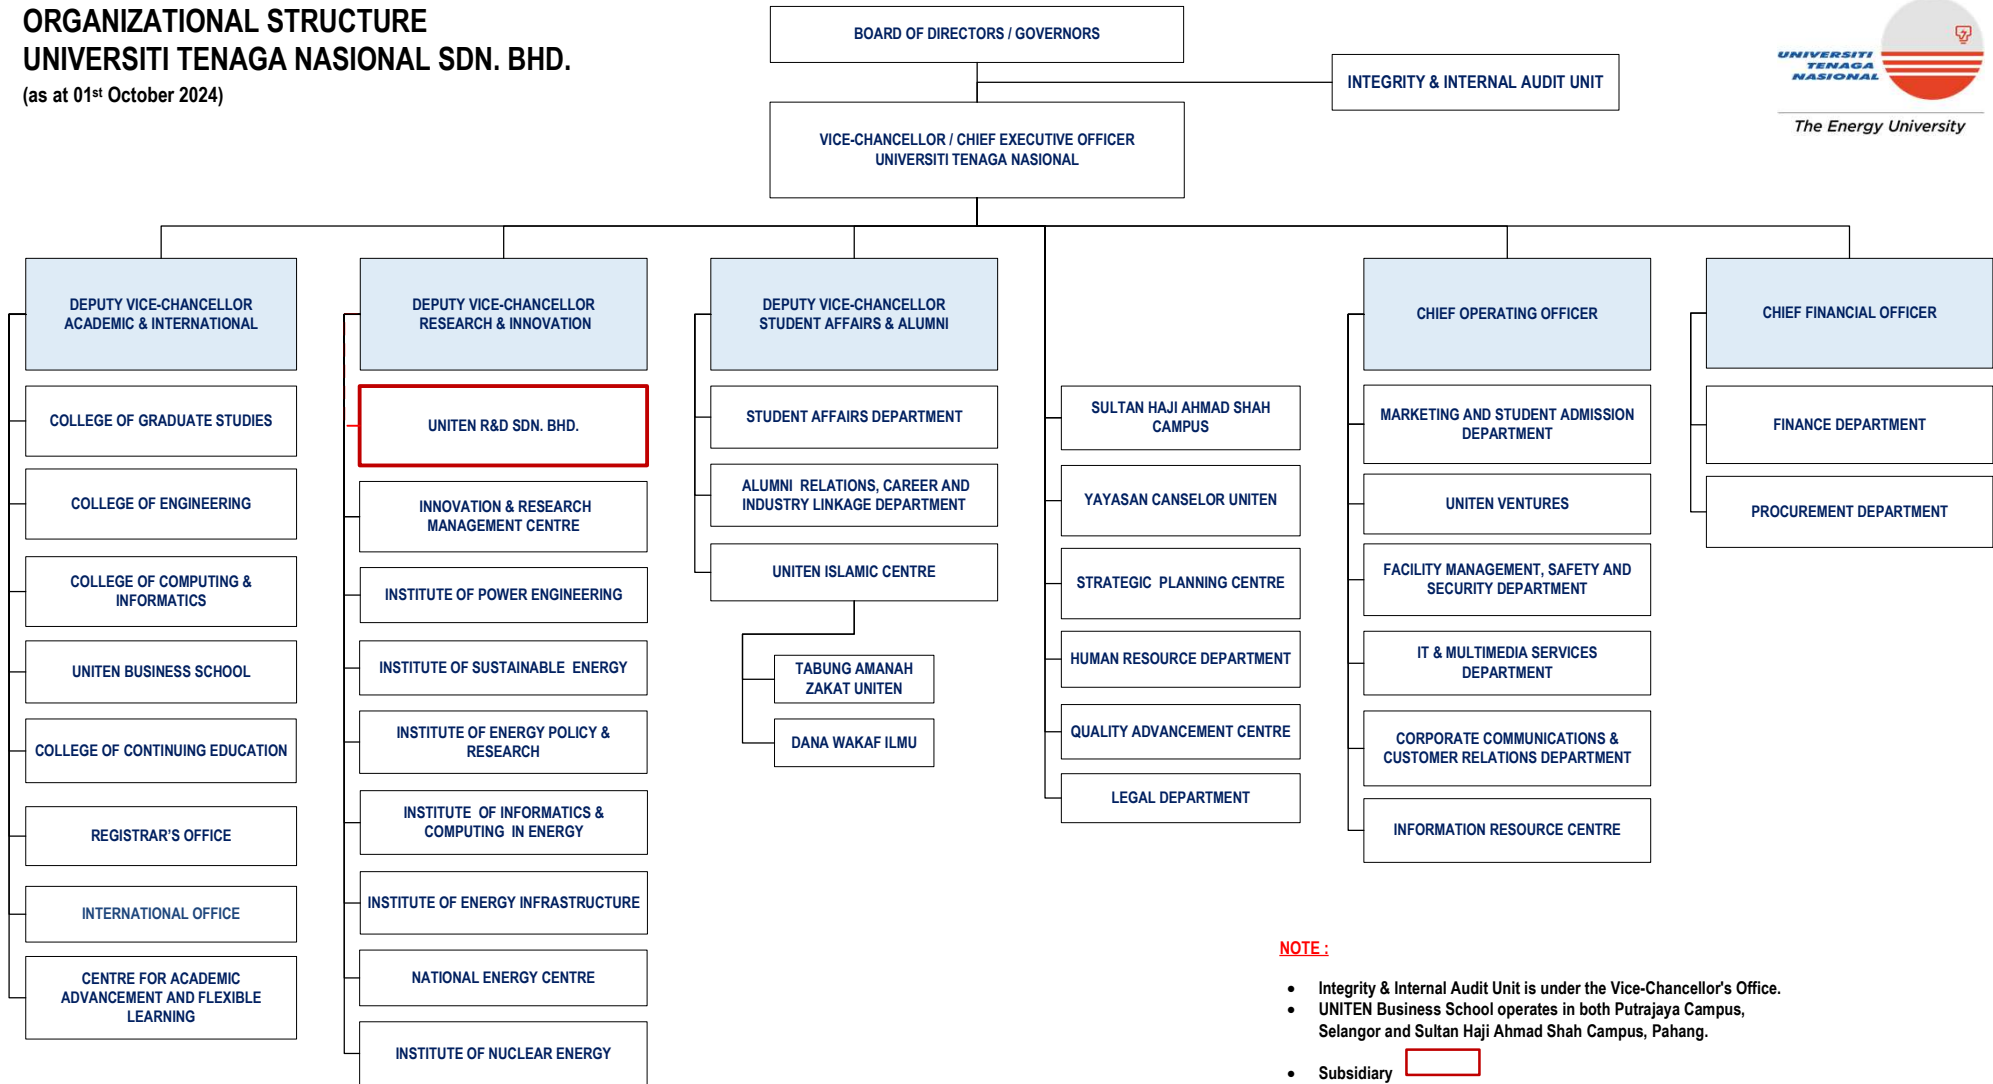 ORGANIZATIONAL STRUCTURE
UNIVERSITI TENAGA NASIONAL SDN. BHD.
(as at 01st October 2024)
BOARD OF DIRECTORS / GOVERNORS
INTEGRITY & INTERNAL AUDIT UNIT
UNIVERSITI
TENAGA
NASIONAL
The Energy University
VICE-CHANCELLOR / CHIEF EXECUTIVE OFFICER
UNIVERSITI TENAGA NASIONAL
DEPUTY VICE-CHANCELLOR
ACADEMIC & INTERNATIONAL
COLLEGE OF GRADUATE STUDIES
COLLEGE OF ENGINEERING
COLLEGE OF COMPUTING &
INFORMATICS
UNITEN BUSINESS SCHOOL
COLLEGE OF CONTINUING EDUCATION
REGISTRAR’S OFFICE
INTERNATIONAL OFFICE
CENTRE FOR ACADEMIC
ADVANCEMENT AND FLEXIBLE
LEARNING
DEPUTY VICE-CHANCELLOR
RESEARCH & INNOVATION
UNITEN R&D SDN. BHD.
INNOVATION & RESEARCH
MANAGEMENT CENTRE
INSTITUTE OF POWER ENGINEERING
INSTITUTE OF SUSTAINABLE ENERGY
INSTITUTE OF ENERGY POLICY &
RESEARCH
INSTITUTE OF INFORMATICS &
COMPUTING IN ENERGY
INSTITUTE OF ENERGY INFRASTRUCTURE
NATIONAL ENERGY CENTRE
INSTITUTE OF NUCLEAR ENERGY
DEPUTY VICE-CHANCELLOR
STUDENT AFFAIRS & ALUMNI
STUDENT AFFAIRS DEPARTMENT
ALUMNI RELATIONS, CAREER AND
INDUSTRY LINKAGE DEPARTMENT
UNITEN ISLAMIC CENTRE
TABUNG AMANAH
ZAKAT UNITEN
DANA WAKAF ILMU
SULTAN HAJI AHMAD SHAH
CAMPUS
YAYASAN CANSELOR UNITEN
STRATEGIC PLANNING CENTRE
HUMAN RESOURCE DEPARTMENT
QUALITY ADVANCEMENT CENTRE
LEGAL DEPARTMENT
CHIEF OPERATING OFFICER
MARKETING AND STUDENT ADMISSION
DEPARTMENT
UNITEN VENTURES
FACILITY MANAGEMENT, SAFETY AND
SECURITY DEPARTMENT
IT & MULTIMEDIA SERVICES
DEPARTMENT
CORPORATE COMMUNICATIONS &
CUSTOMER RELATIONS DEPARTMENT
INFORMATION RESOURCE CENTRE
CHIEF FINANCIAL OFFICER
FINANCE DEPARTMENT
PROCUREMENT DEPARTMENT
NOTE :
• Integrity & Internal Audit Unit is under the Vice-Chancellor's Office.
• UNITEN Business School operates in both Putrajaya Campus,
Selangor and Sultan Haji Ahmad Shah Campus, Pahang.
• Subsidiary